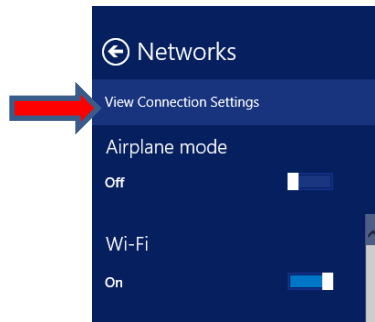 Networks
View Connection Settings
Airplane mode
Off
Wi-Fi
On